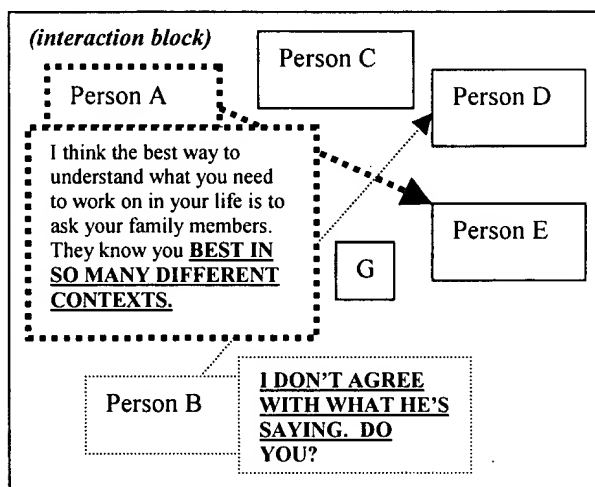 (interaction block)
Person C
Person A
Person D
I think the best way to
understand what you need
to work on in your life is to
ask your family members.
They know you BEST IN
SO MANY DIFFERENT
CONTEXTS.
Person E
G
Person B
I DON'T AGREE
WITH WHAT HE'S
SAYING. DO
YOU?